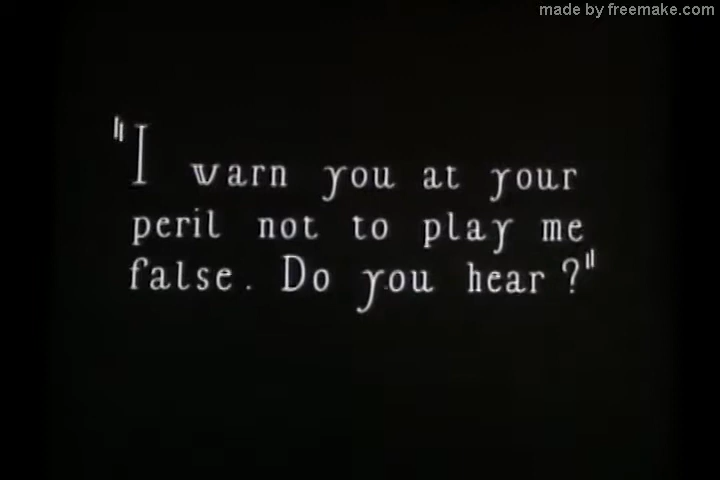 made by freemake.com
"I warn you at your
peril not to play me
false. Do you hear?"